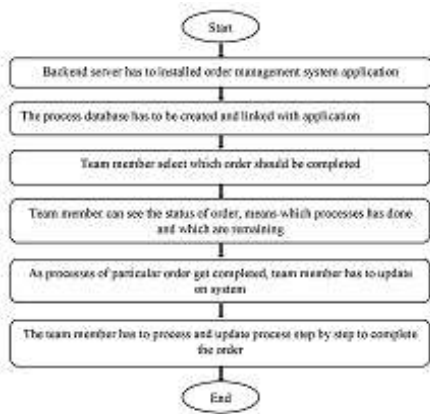 Start
Backend server has to installed order management system application
The process database has to be created and linked with application
Team member select which order should be completed
Team member can see the status of order, means which processes has done
and which are remaining
As processes of particular order get completed, team member has to update
on system
The team member has to process and update process step by step to complete
the order
End